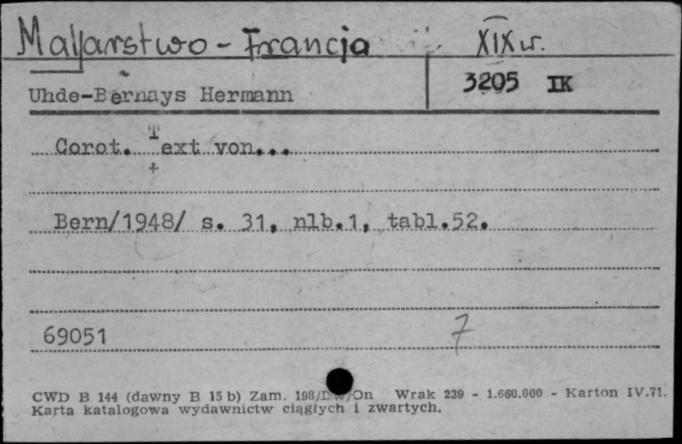 Malarstwo - Francja XIX w.
Uhde-Bernays Hermann 3205 IK
Corot. Text von...
Bern/1948/ s. 31, nlb.1, tabl.52.
69051 7
CWD B 144 (dawny B 15 b) Zam. 198/DW/On Wrak 239 - 1.660.000 - Karton IV.71.
Karta katalogowa wydawnictw ciągłych i zwartych.